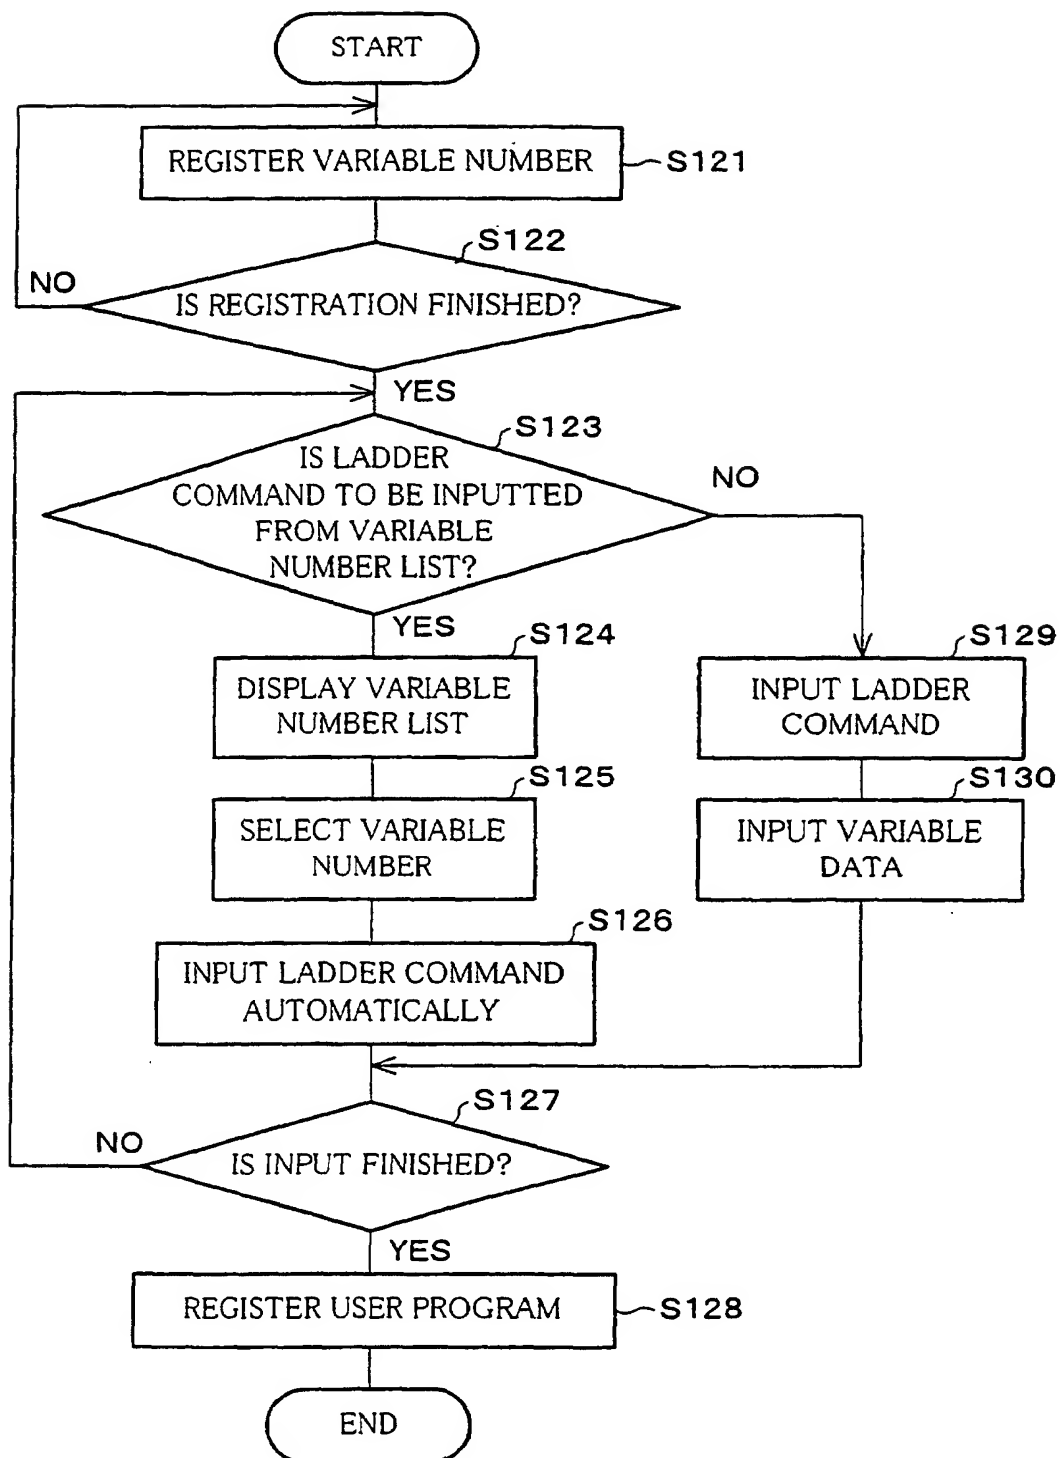 START
REGISTER VARIABLE NUMBER
S121
S122
NO
IS REGISTRATION FINISHED?
YES
S123
IS LADDER
COMMAND TO BE INPUTTED
FROM VARIABLE
NUMBER LIST?
NO
YES
S124
DISPLAY VARIABLE
NUMBER LIST
S129
INPUT LADDER
COMMAND
S125
SELECT VARIABLE
NUMBER
S130
INPUT VARIABLE
DATA
S126
INPUT LADDER COMMAND
AUTOMATICALLY
S127
NO
IS INPUT FINISHED?
YES
REGISTER USER PROGRAM
S128
END